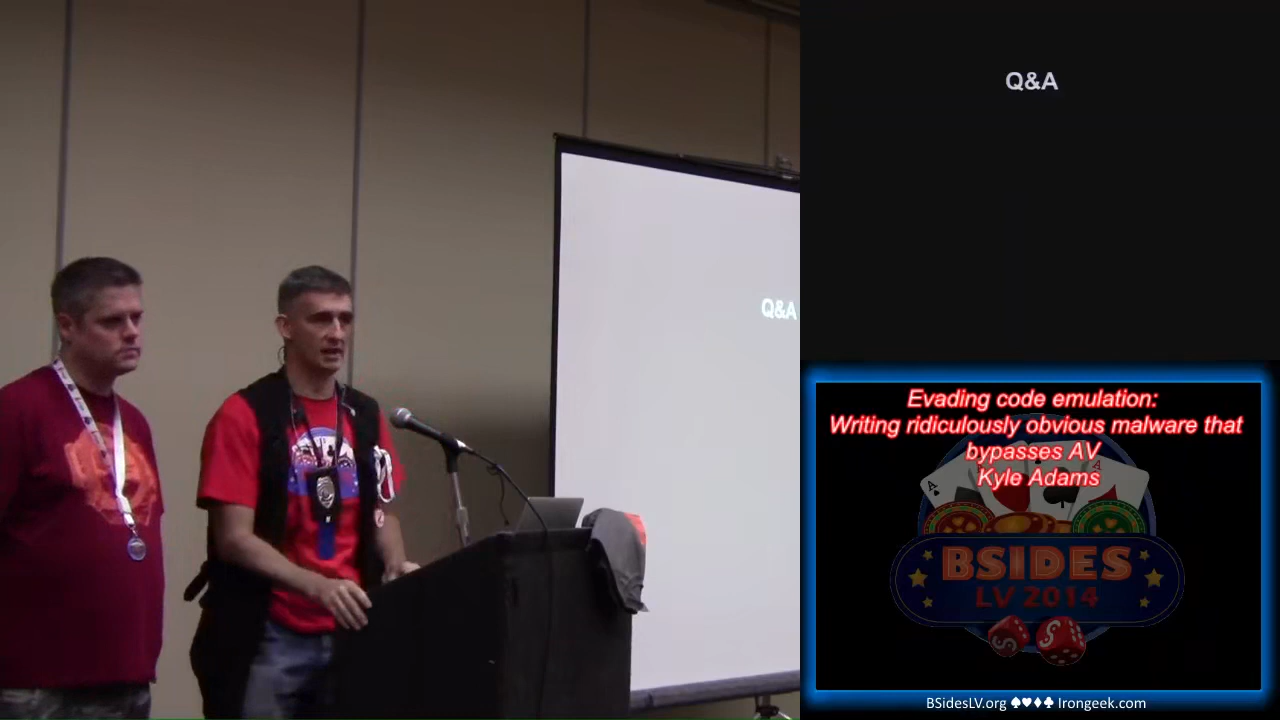 Q&A
Q&A
Evading code emulation:
Writing ridiculously obvious malware that
bypasses AV
Kyle Adams
A
A
A
BSIDES
LV 2014
BSidesLV.org ♠♥♦♣ Irongeek.com